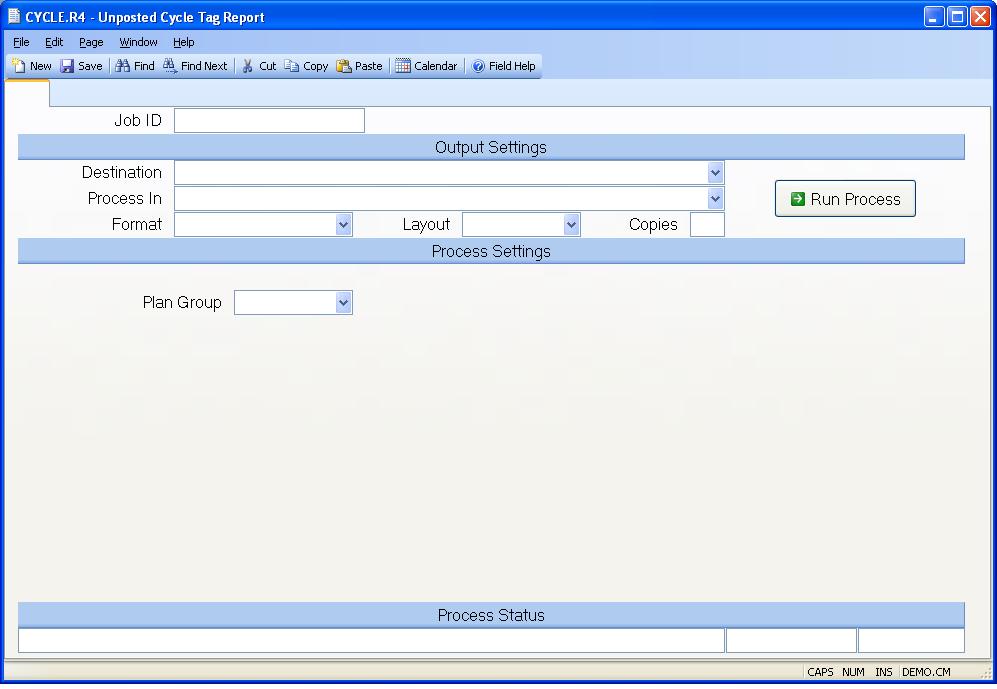 CYCLE.R4 - Unposted Cycle Tag Report
File Edit Page Window Help
New Save Find Find Next Cut Copy Paste Calendar Field Help
Job ID
Output Settings
Destination
Process In
Run Process
Format Layout Copies
Process Settings
Plan Group
Process Status
CAPS NUM INS DEMO.CM